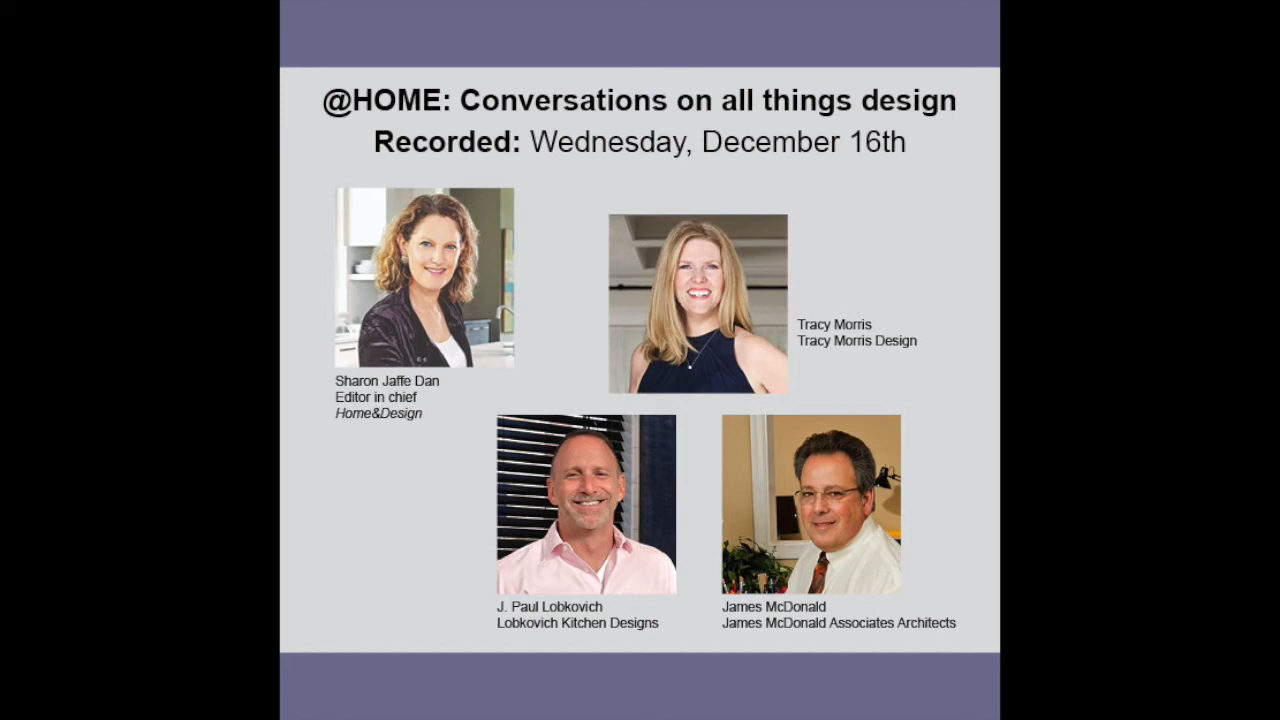 @HOME: Conversations on all things design
Recorded: Wednesday, December 16th
Sharon Jaffe Dan
Editor in chief
Home&Design
Tracy Morris
Tracy Morris Design
J. Paul Lobkovich
Lobkovich Kitchen Designs
James McDonald
James McDonald Associates Architects